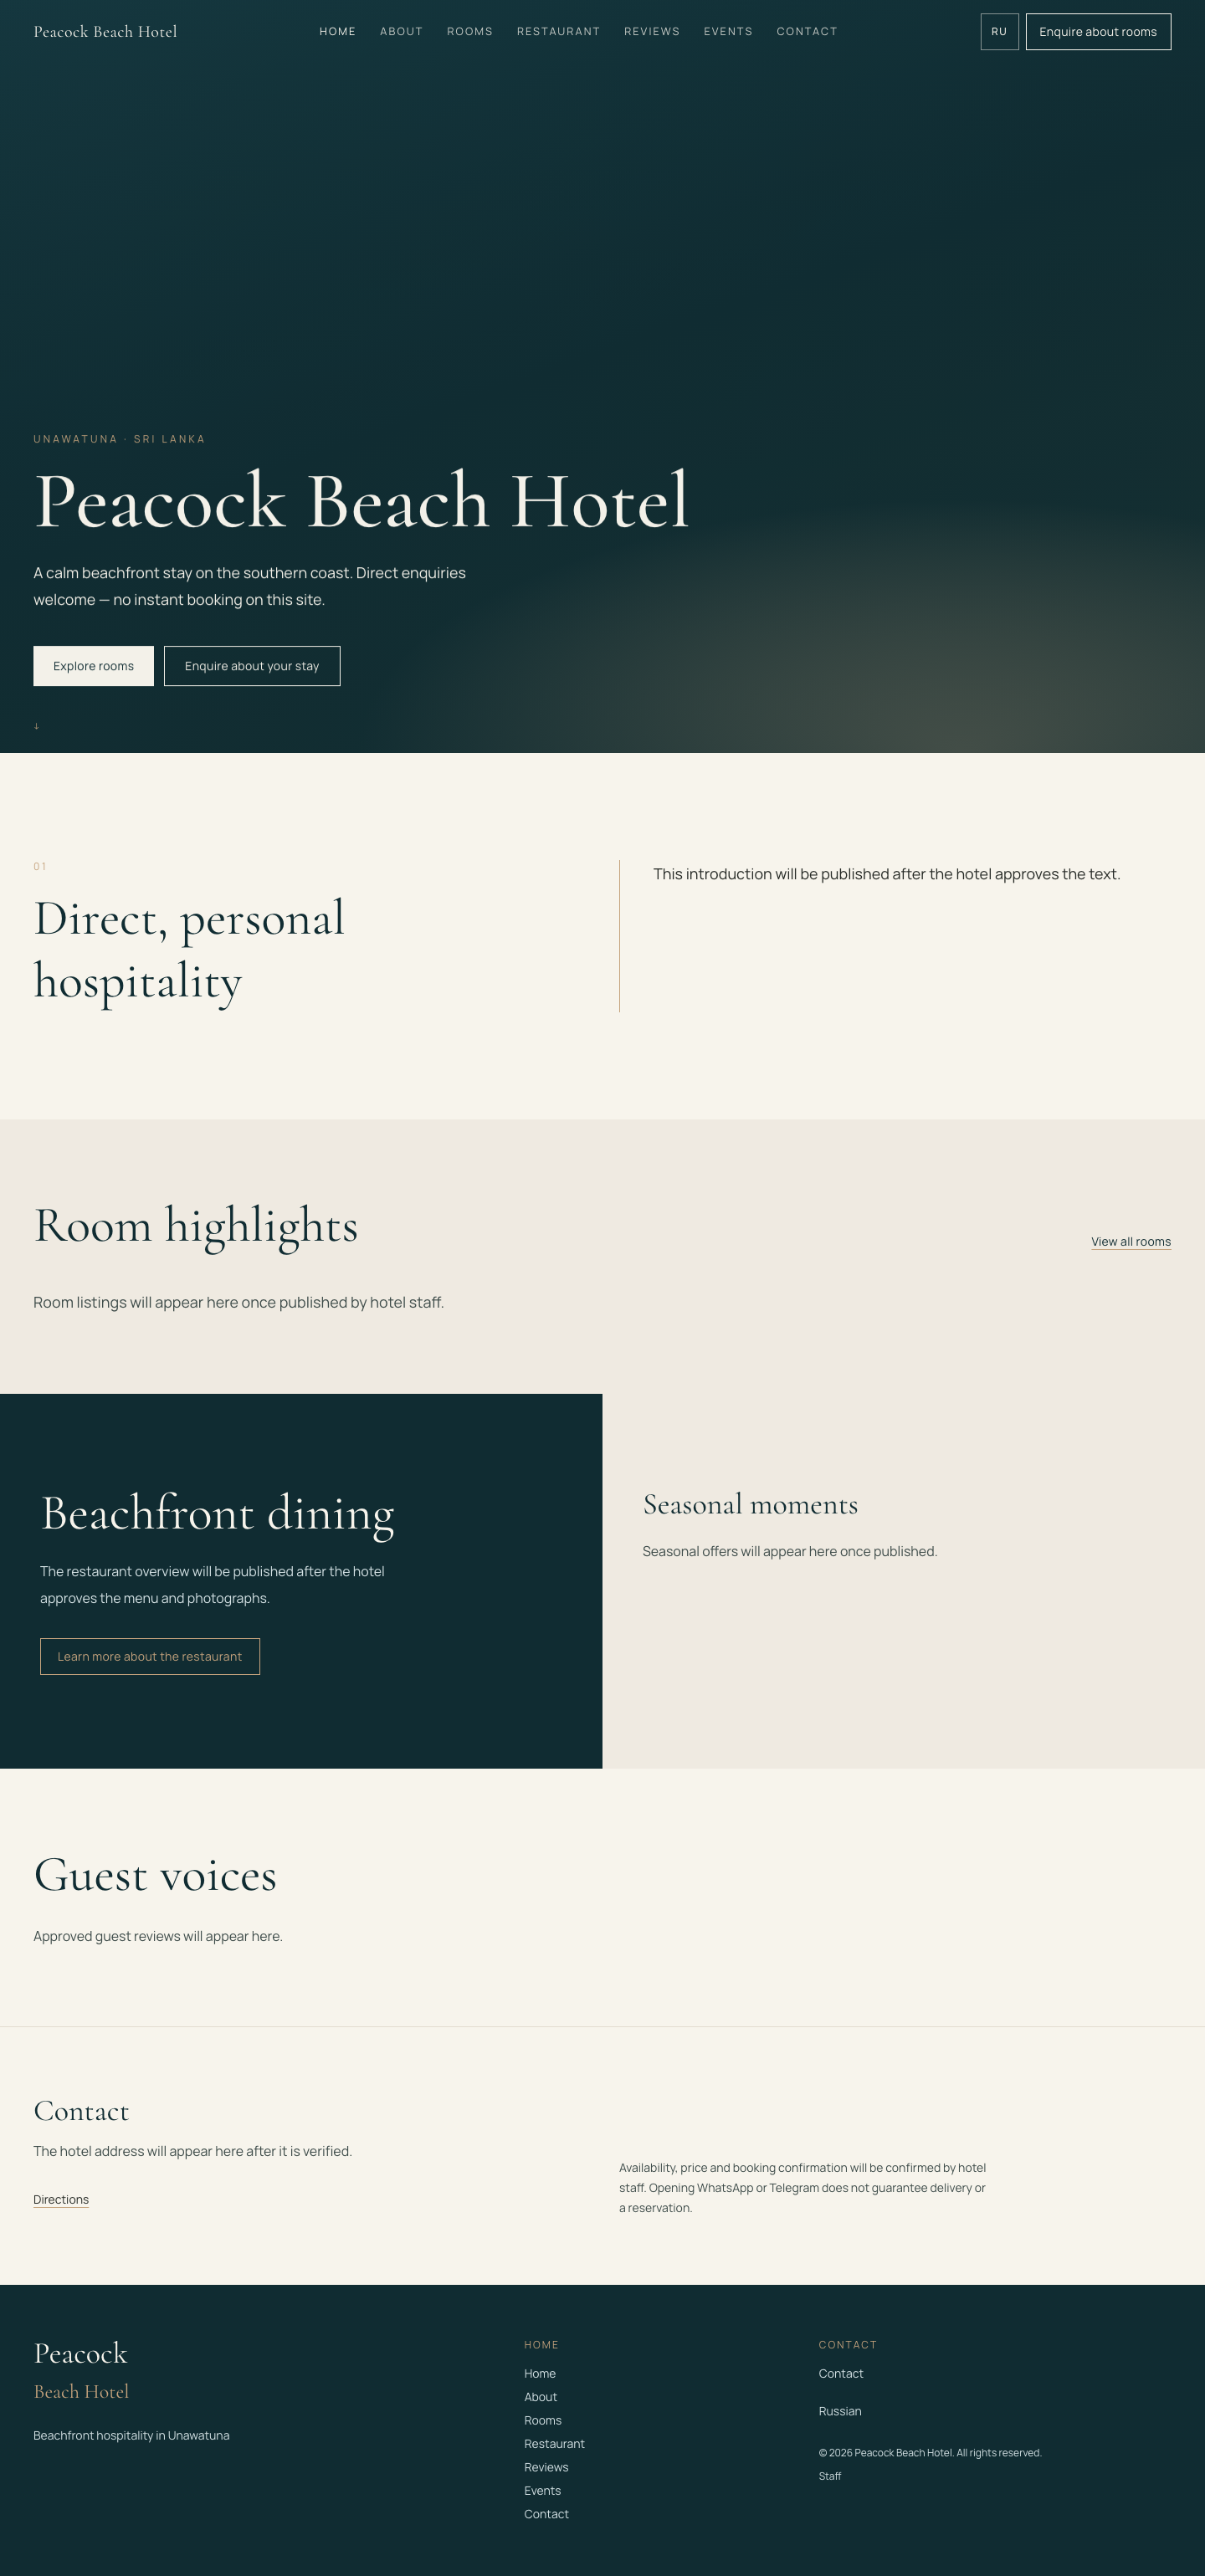 Peacock Beach Hotel
HOME ABOUT ROOMS RESTAURANT REVIEWS EVENTS CONTACT
RU
Enquire about rooms
UNAWATUNA · SRI LANKA
Peacock Beach Hotel
A calm beachfront stay on the southern coast. Direct enquiries
welcome — no instant booking on this site.
Explore rooms
Enquire about your stay
↓
01
Direct, personal
hospitality
This introduction will be published after the hotel approves the text.
Room highlights
View all rooms
Room listings will appear here once published by hotel staff.
Beachfront dining
The restaurant overview will be published after the hotel
approves the menu and photographs.
Learn more about the restaurant
Seasonal moments
Seasonal offers will appear here once published.
Guest voices
Approved guest reviews will appear here.
Contact
The hotel address will appear here after it is verified.
Directions
Availability, price and booking confirmation will be confirmed by hotel
staff. Opening WhatsApp or Telegram does not guarantee delivery or
a reservation.
Peacock
Beach Hotel
Beachfront hospitality in Unawatuna
HOME
Home
About
Rooms
Restaurant
Reviews
Events
Contact
CONTACT
Contact
Russian
© 2026 Peacock Beach Hotel. All rights reserved.
Staff